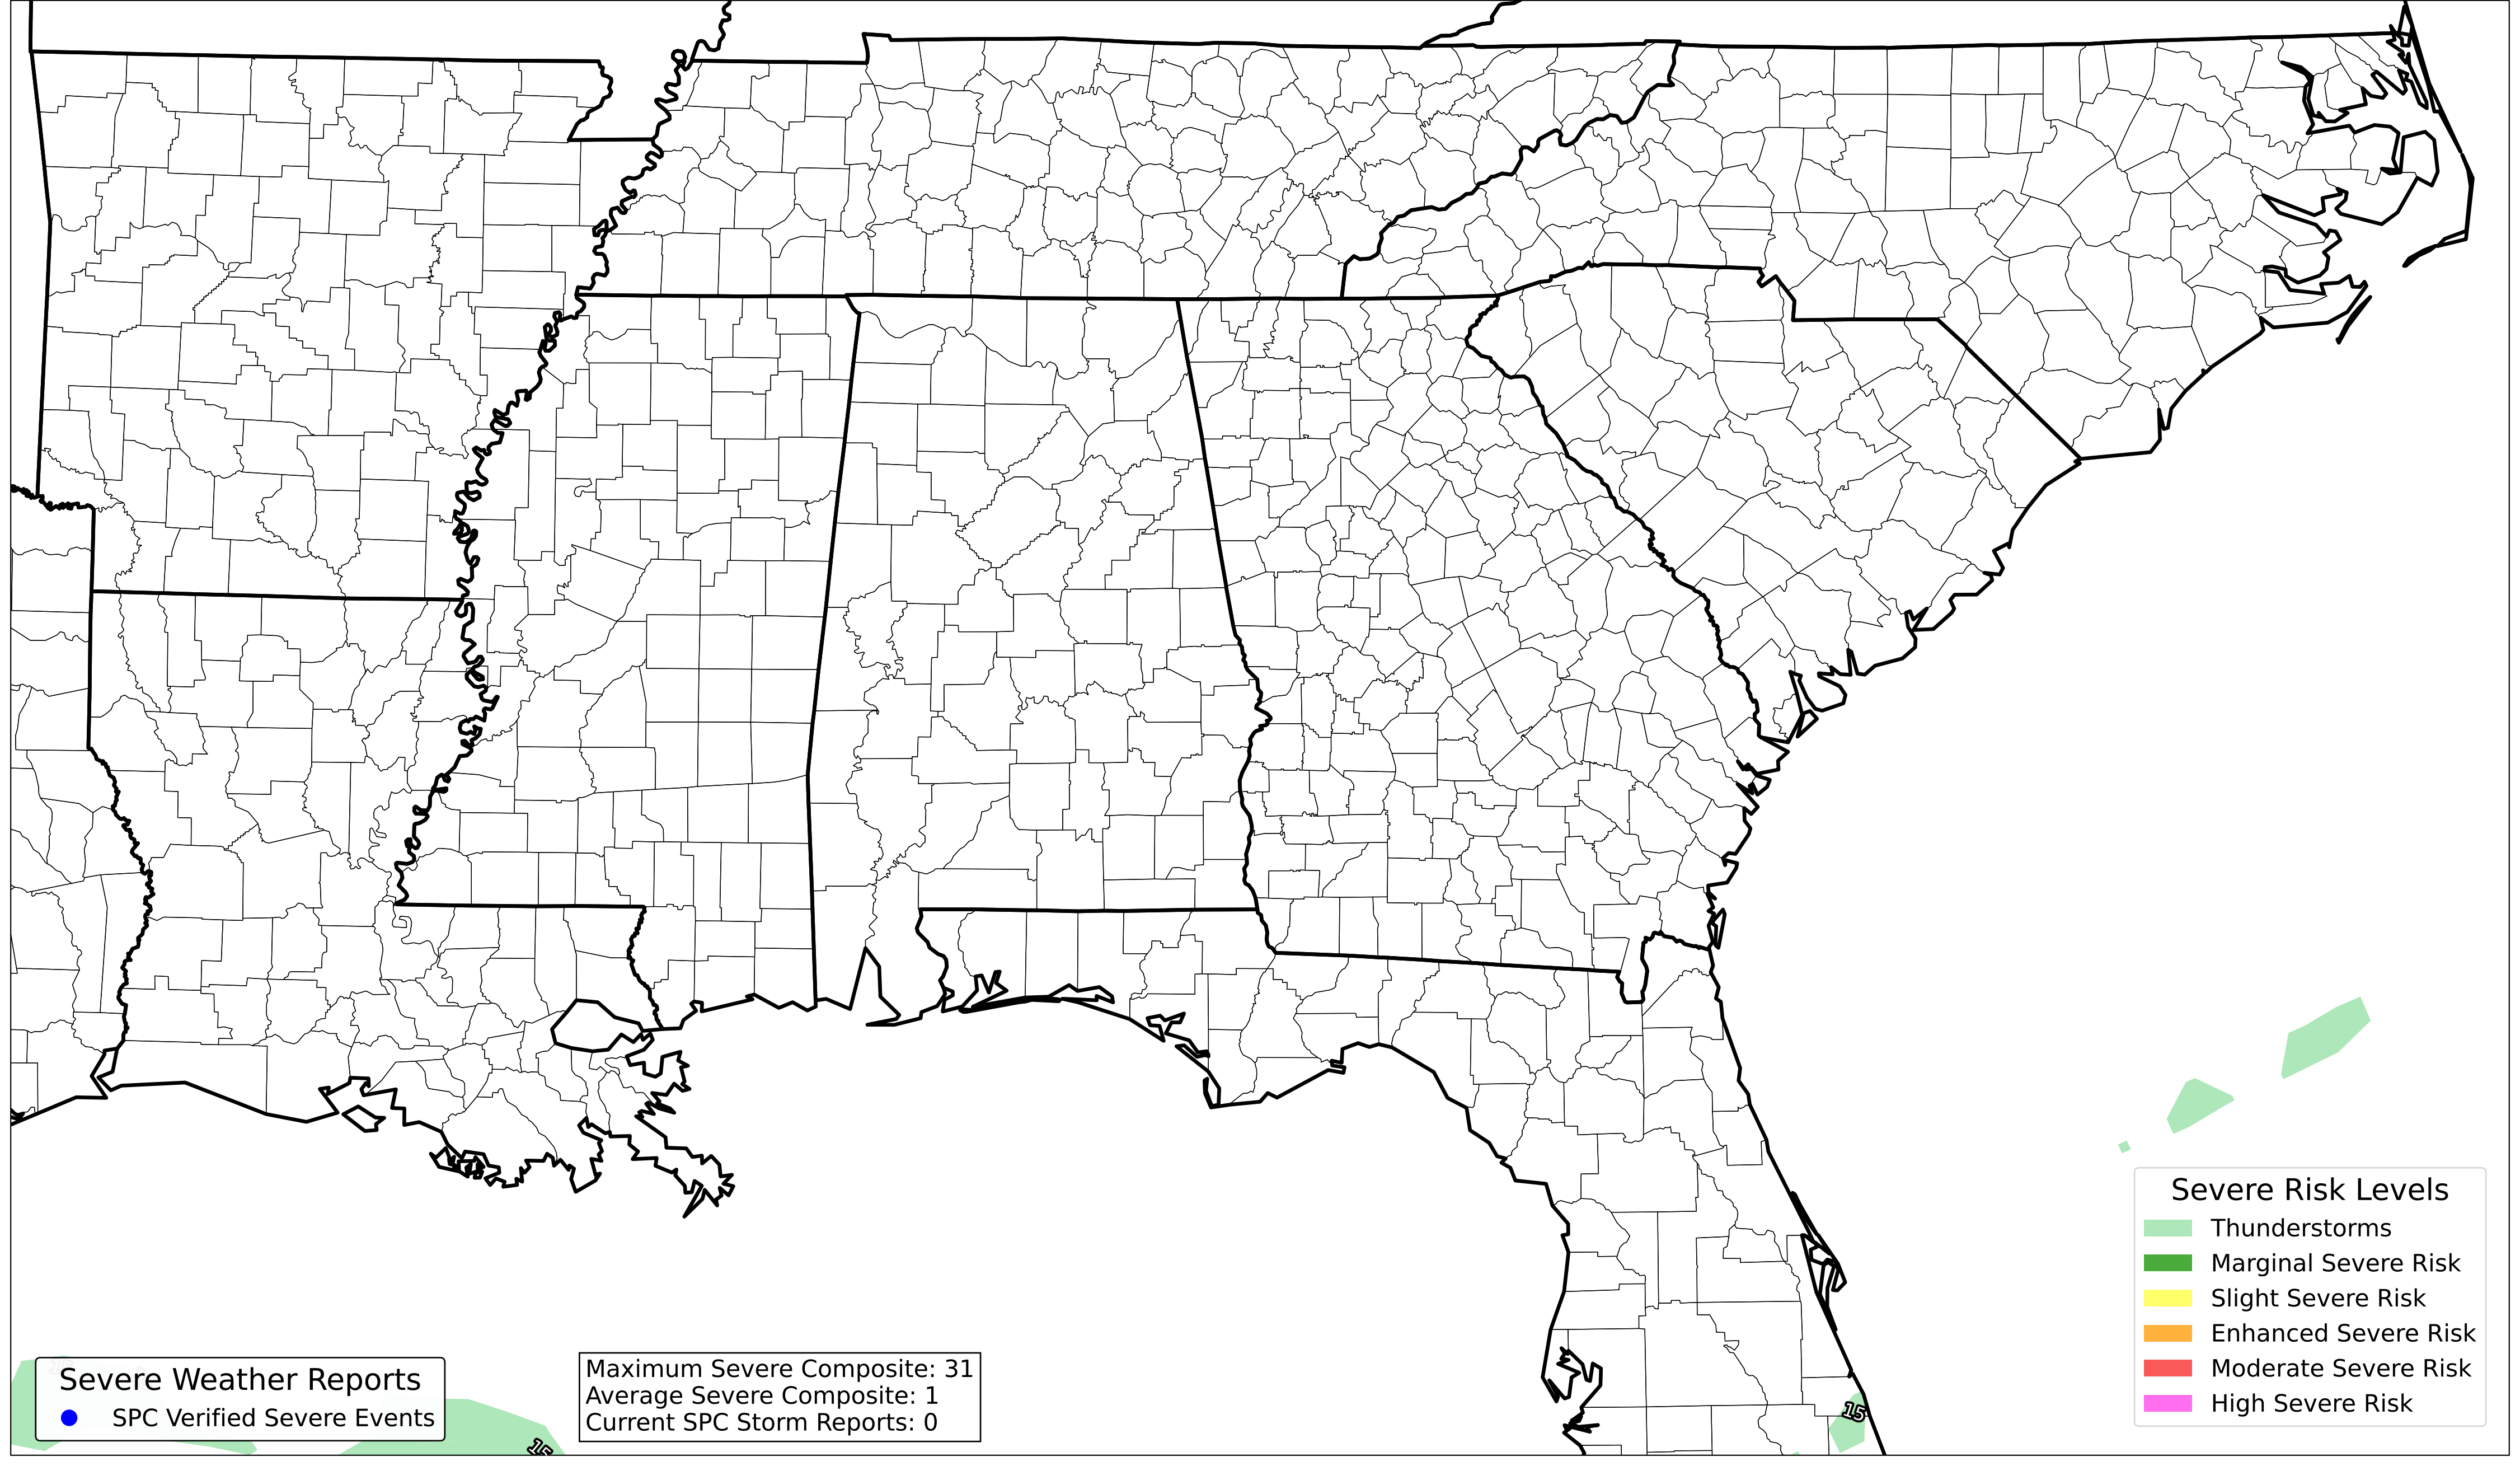 Severe Risk Levels
Thunderstorms
Marginal Severe Risk
Slight Severe Risk
Enhanced Severe Risk
Moderate Severe Risk
High Severe Risk
Severe Weather Reports
SPC Verified Severe Events
Maximum Severe Composite: 31
Average Severe Composite: 1
Current SPC Storm Reports: 0
15
15